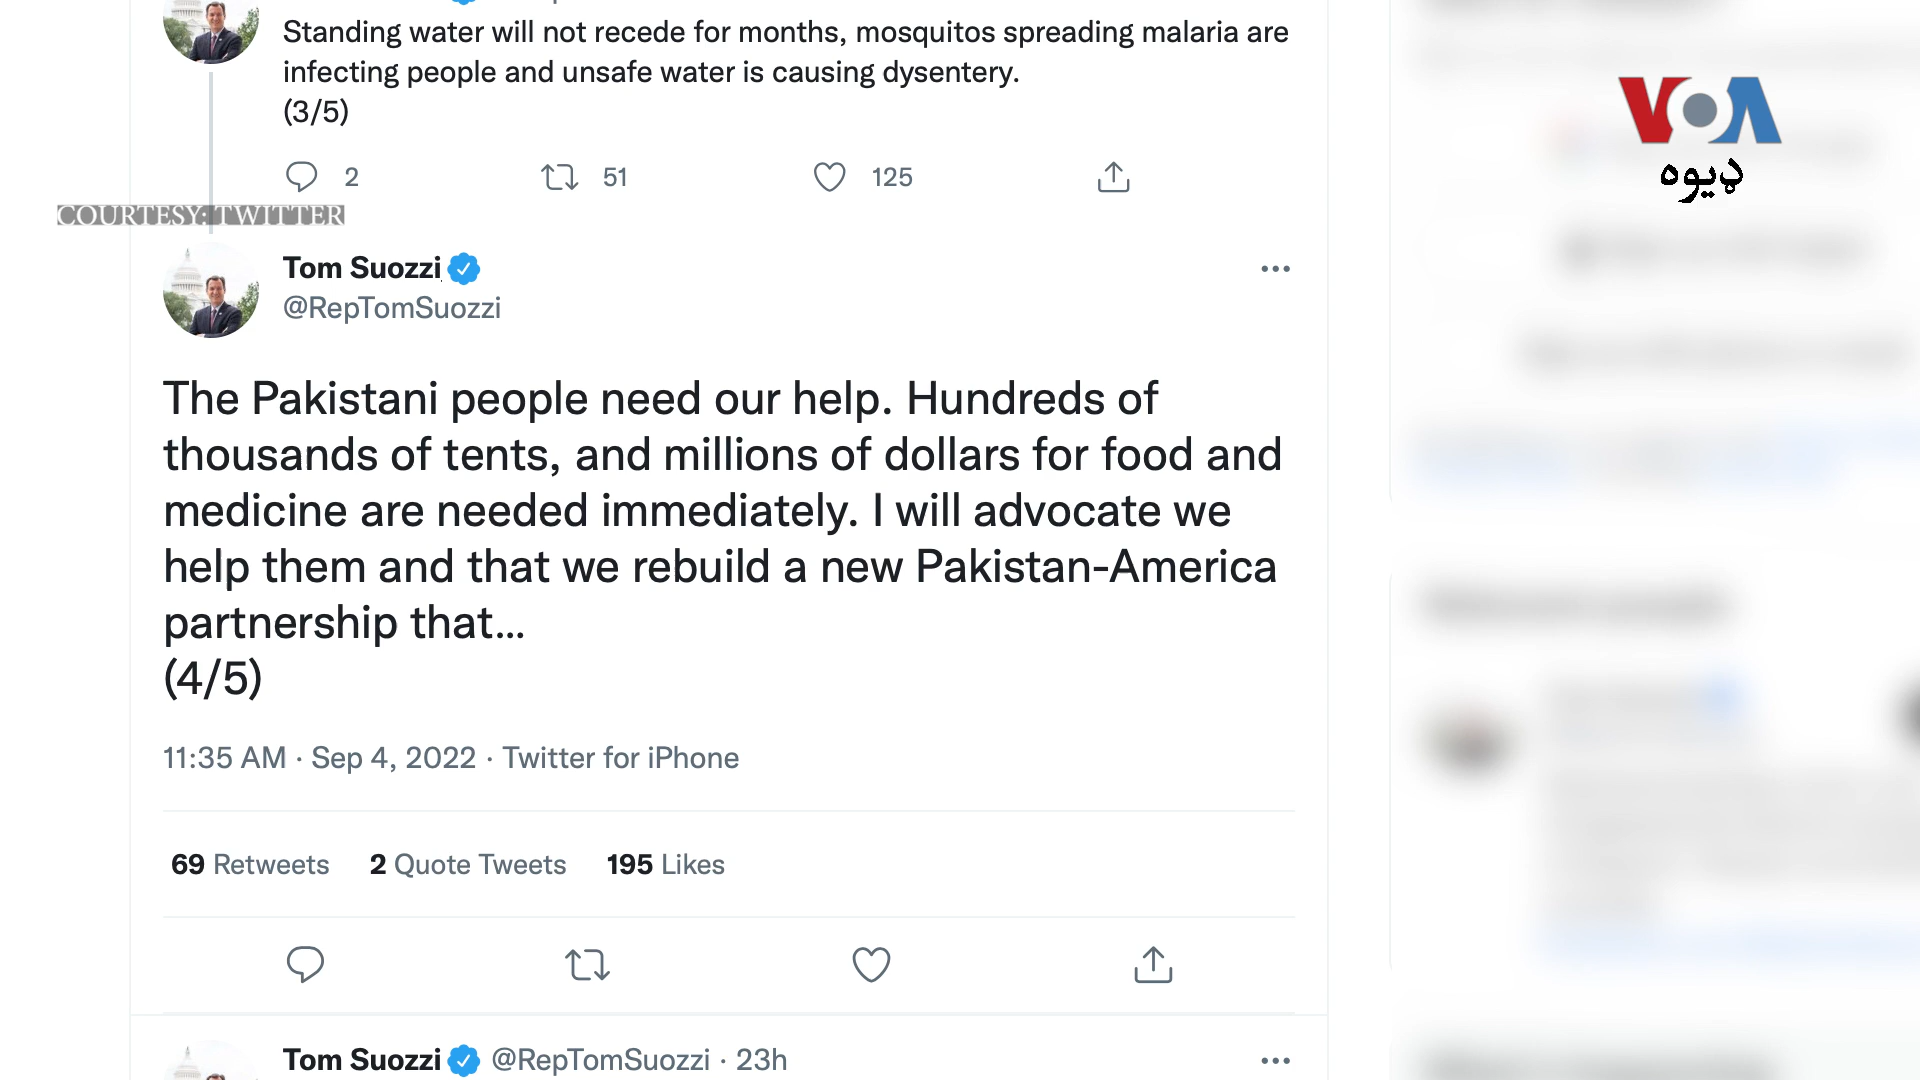 Standing water will not recede for months, mosquitos spreading malaria are
infecting people and unsafe water is causing dysentery.
(3/5)
2 51 125
VOA
ډیوه
COURTESY: TWITTER
Tom Suozzi
@RepTomSuozzi
The Pakistani people need our help. Hundreds of
thousands of tents, and millions of dollars for food and
medicine are needed immediately. I will advocate we
help them and that we rebuild a new Pakistan-America
partnership that...
(4/5)
11:35 AM · Sep 4, 2022 · Twitter for iPhone
69 Retweets 2 Quote Tweets 195 Likes
Tom Suozzi @RepTomSuozzi · 23h